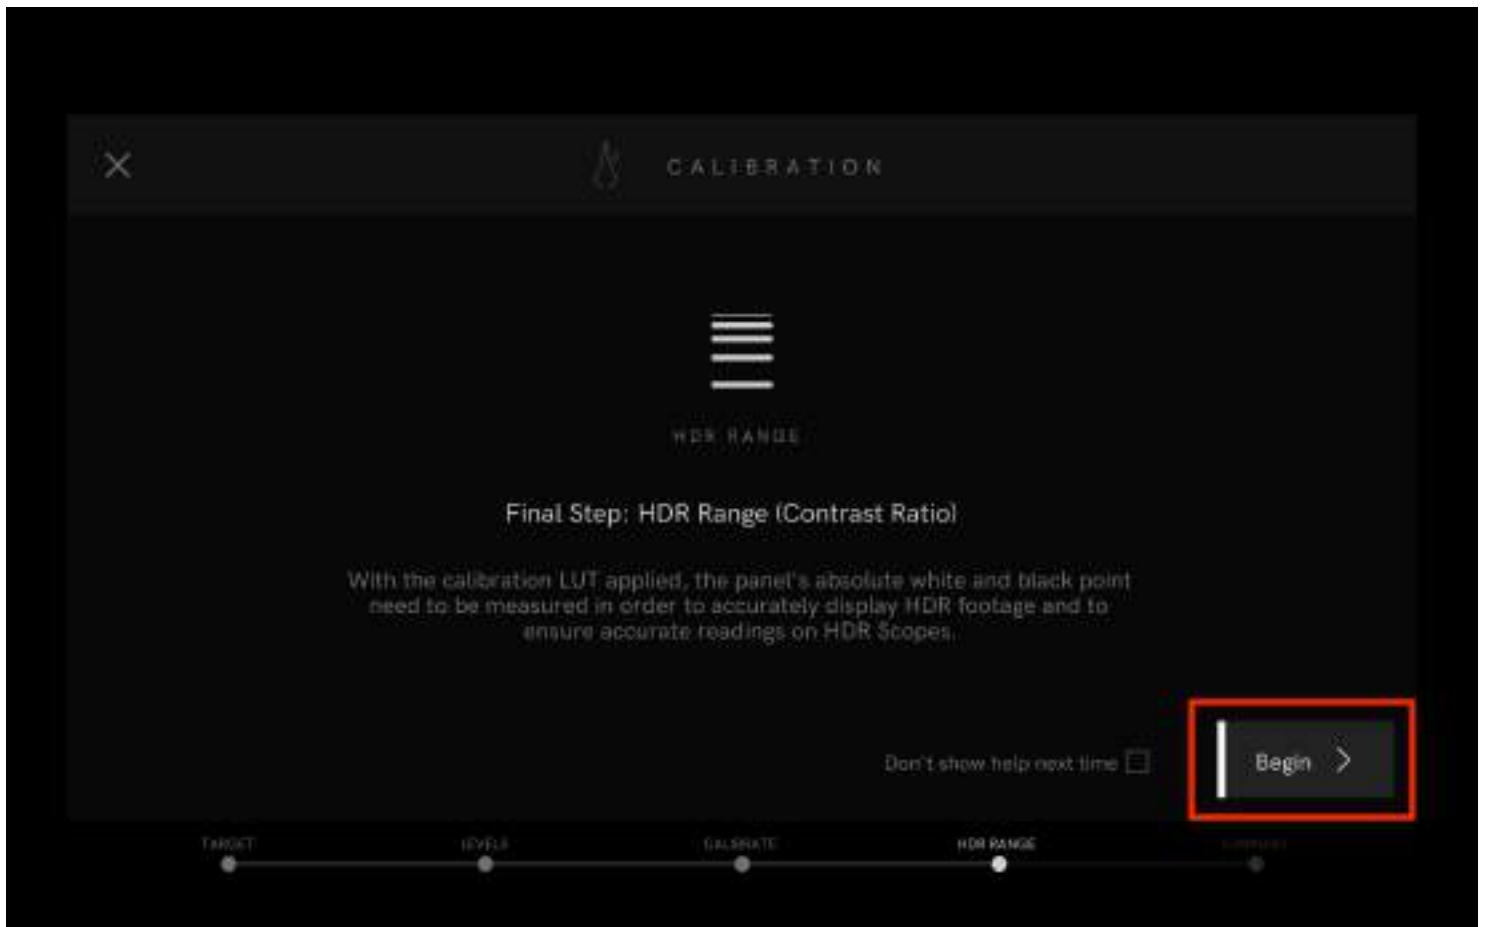 CALIBRATION
HDR RANGE
Final Step: HDR Range (Contrast Ratio)
With the calibration LUT applied, the panel's absolute white and black point
need to be measured in order to accurately display HDR footage and to
ensure accurate readings on HDR Scopes.
Don't show help next time
Begin
TARGET LEVELS CALIBRATE HDR RANGE